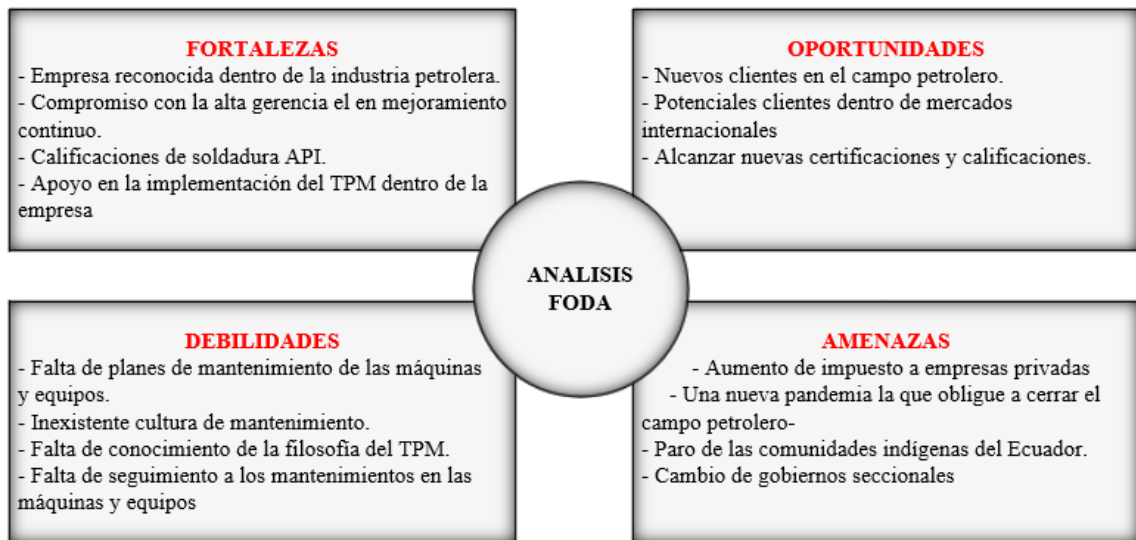 FORTALEZAS
- Empresa reconocida dentro de la industria petrolera.
- Compromiso con la alta gerencia el en mejoramiento
continuo.
- Calificaciones de soldadura API.
- Apoyo en la implementación del TPM dentro de la
empresa
OPORTUNIDADES
- Nuevos clientes en el campo petrolero.
- Potenciales clientes dentro de mercados
internacionales
- Alcanzar nuevas certificaciones y calificaciones.
ANALISIS
FODA
DEBILIDADES
- Falta de planes de mantenimiento de las máquinas
y equipos.
- Inexistente cultura de mantenimiento.
- Falta de conocimiento de la filosofía del TPM.
- Falta de seguimiento a los mantenimientos en las
máquinas y equipos
AMENAZAS
- Aumento de impuesto a empresas privadas
- Una nueva pandemia la que obligue a cerrar el
campo petrolero-
- Paro de las comunidades indígenas del Ecuador.
- Cambio de gobiernos seccionales